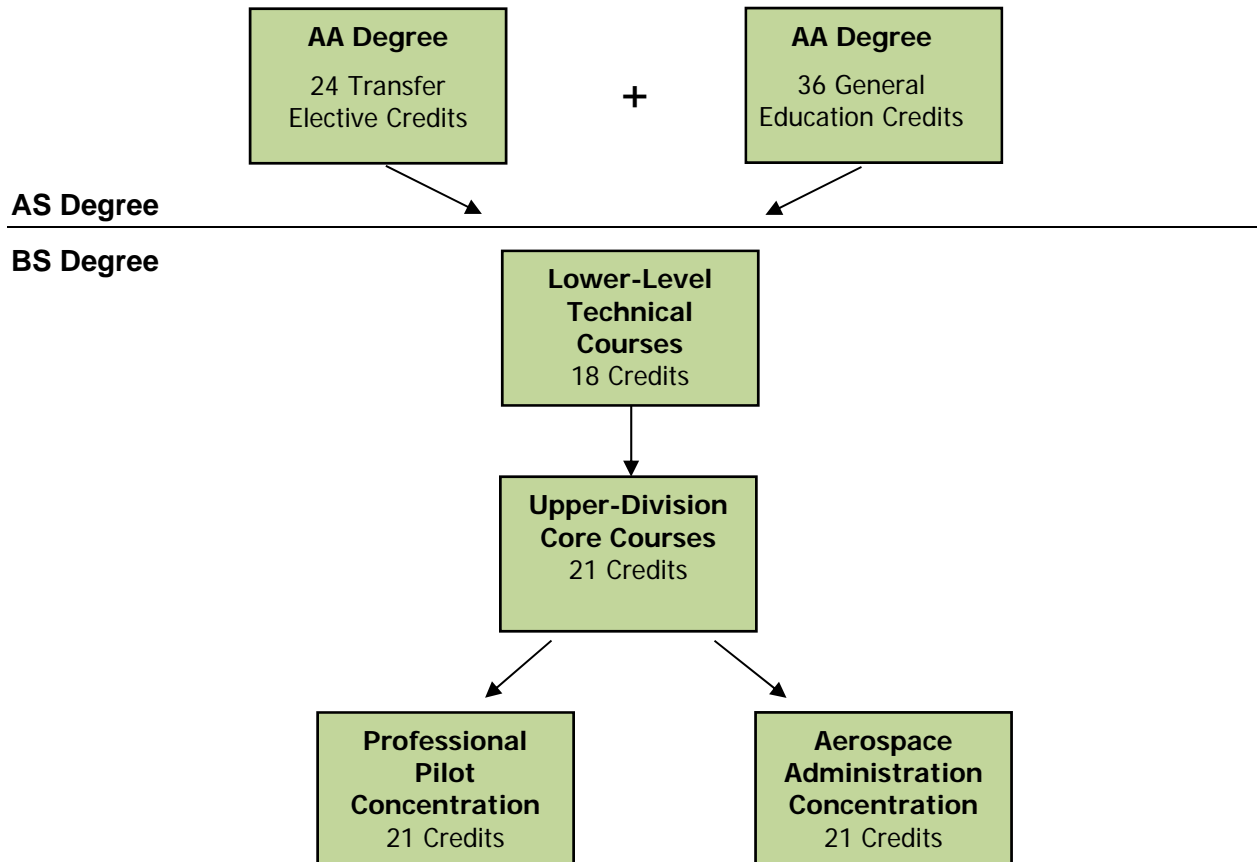 AA Degree
24 Transfer
Elective Credits
+
AA Degree
36 General
Education Credits
AS Degree
BS Degree
Lower-Level
Technical
Courses
18 Credits
Upper-Division
Core Courses
21 Credits
Professional
Pilot
Concentration
21 Credits
Aerospace
Administration
Concentration
21 Credits